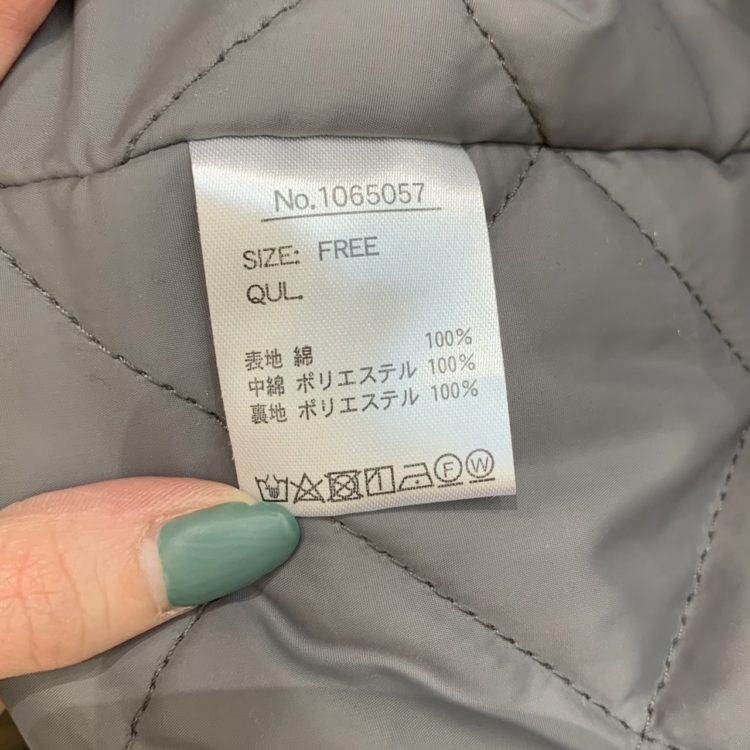 No.1065057
SIZE: FREE
QUL.
表地 綿 100%
中綿 ポリエステル 100%
裏地 ポリエステル 100%
F W